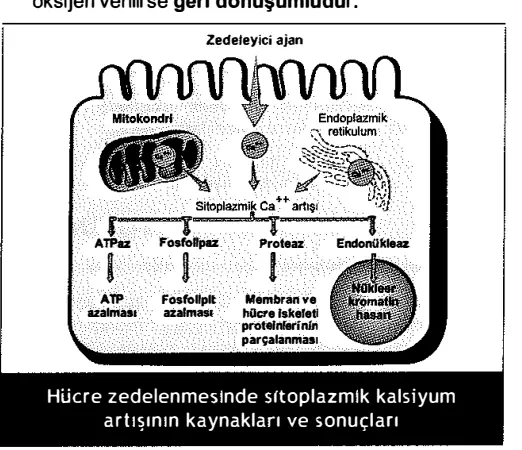 oksijen verilirse geri dönüşümlüdür.
Zedeleyici ajan
Mitokondri
Endoplazmik
retikulum
Sitoplazmik Ca++ artışı
ATPaz Fosfolipaz Proteaz Endonükleaz
ATP
azalması
Fosfolipit
azalması
Membran ve
hücre iskeleti
proteinlerinin
parçalanması
Nükleer
kromatin
hasarı
Hücre zedelenmesinde sitoplazmik kalsiyum
artışının kaynakları ve sonuçları